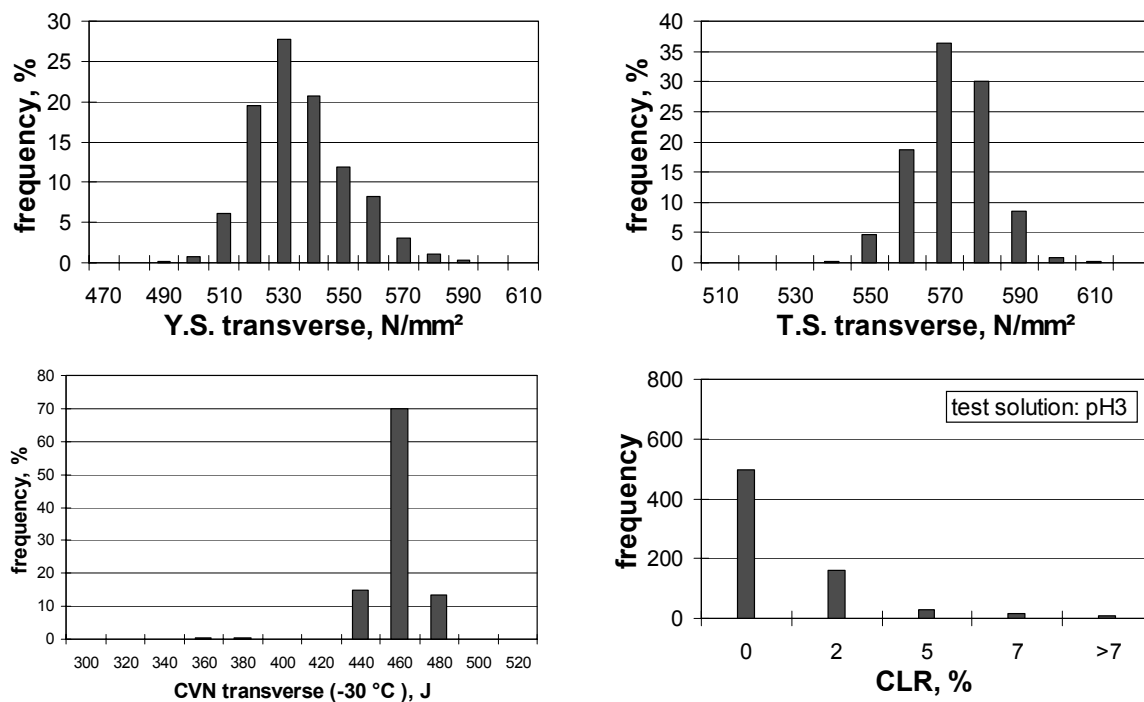 frequency, %
30
25
20
15
10
5
0
470 490 510 530 550 570 590 610
Y.S. transverse, N/mm²
frequency, %
40
35
30
25
20
15
10
5
0
510 530 550 570 590 610
T.S. transverse, N/mm²
frequency, %
80
70
60
50
40
30
20
10
0
300 320 340 360 380 400 420 440 460 480 500 520
CVN transverse (-30 °C ), J
frequency
800
600
400
200
0
test solution: pH3
0 2 5 7 >7
CLR, %